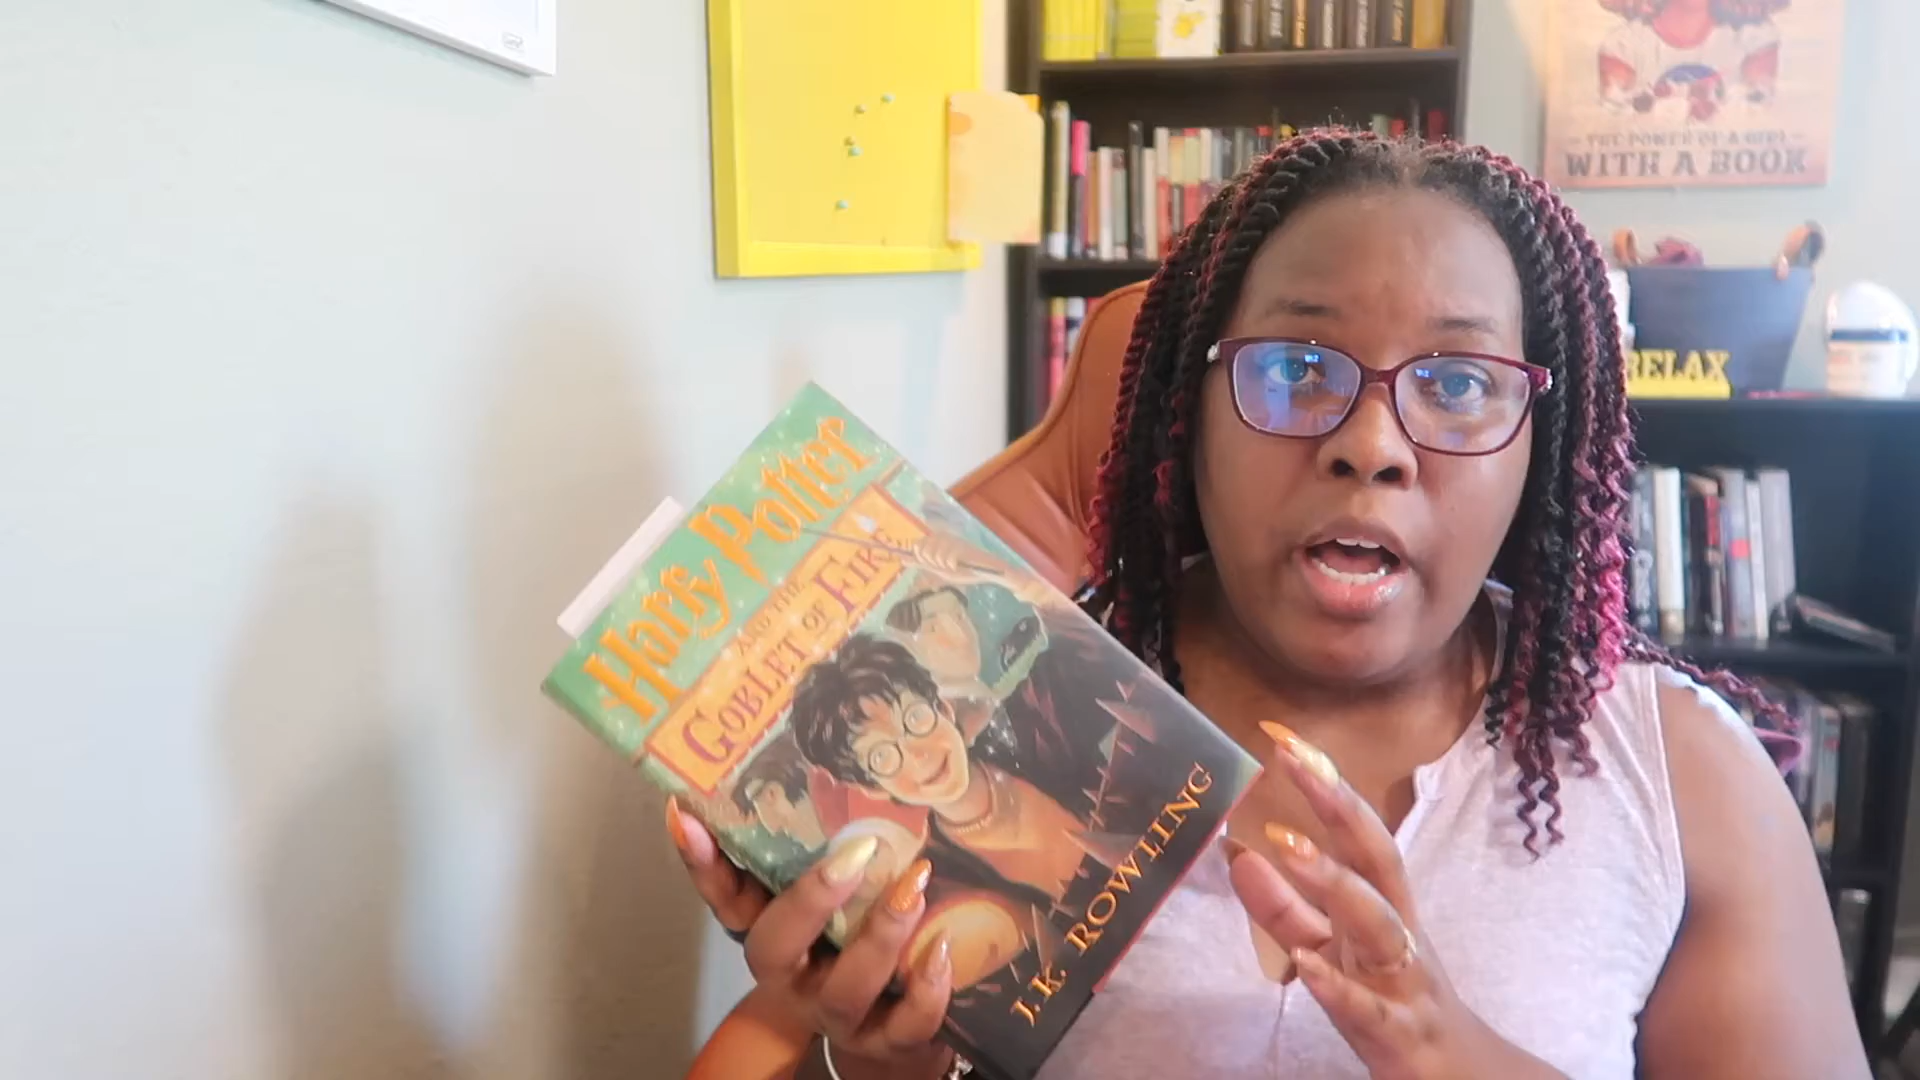 THE POWER OF A GIRL
WITH A BOOK
RELAX
Harry Potter
AND THE
GOBLET OF FIRE
J.K. ROWLING